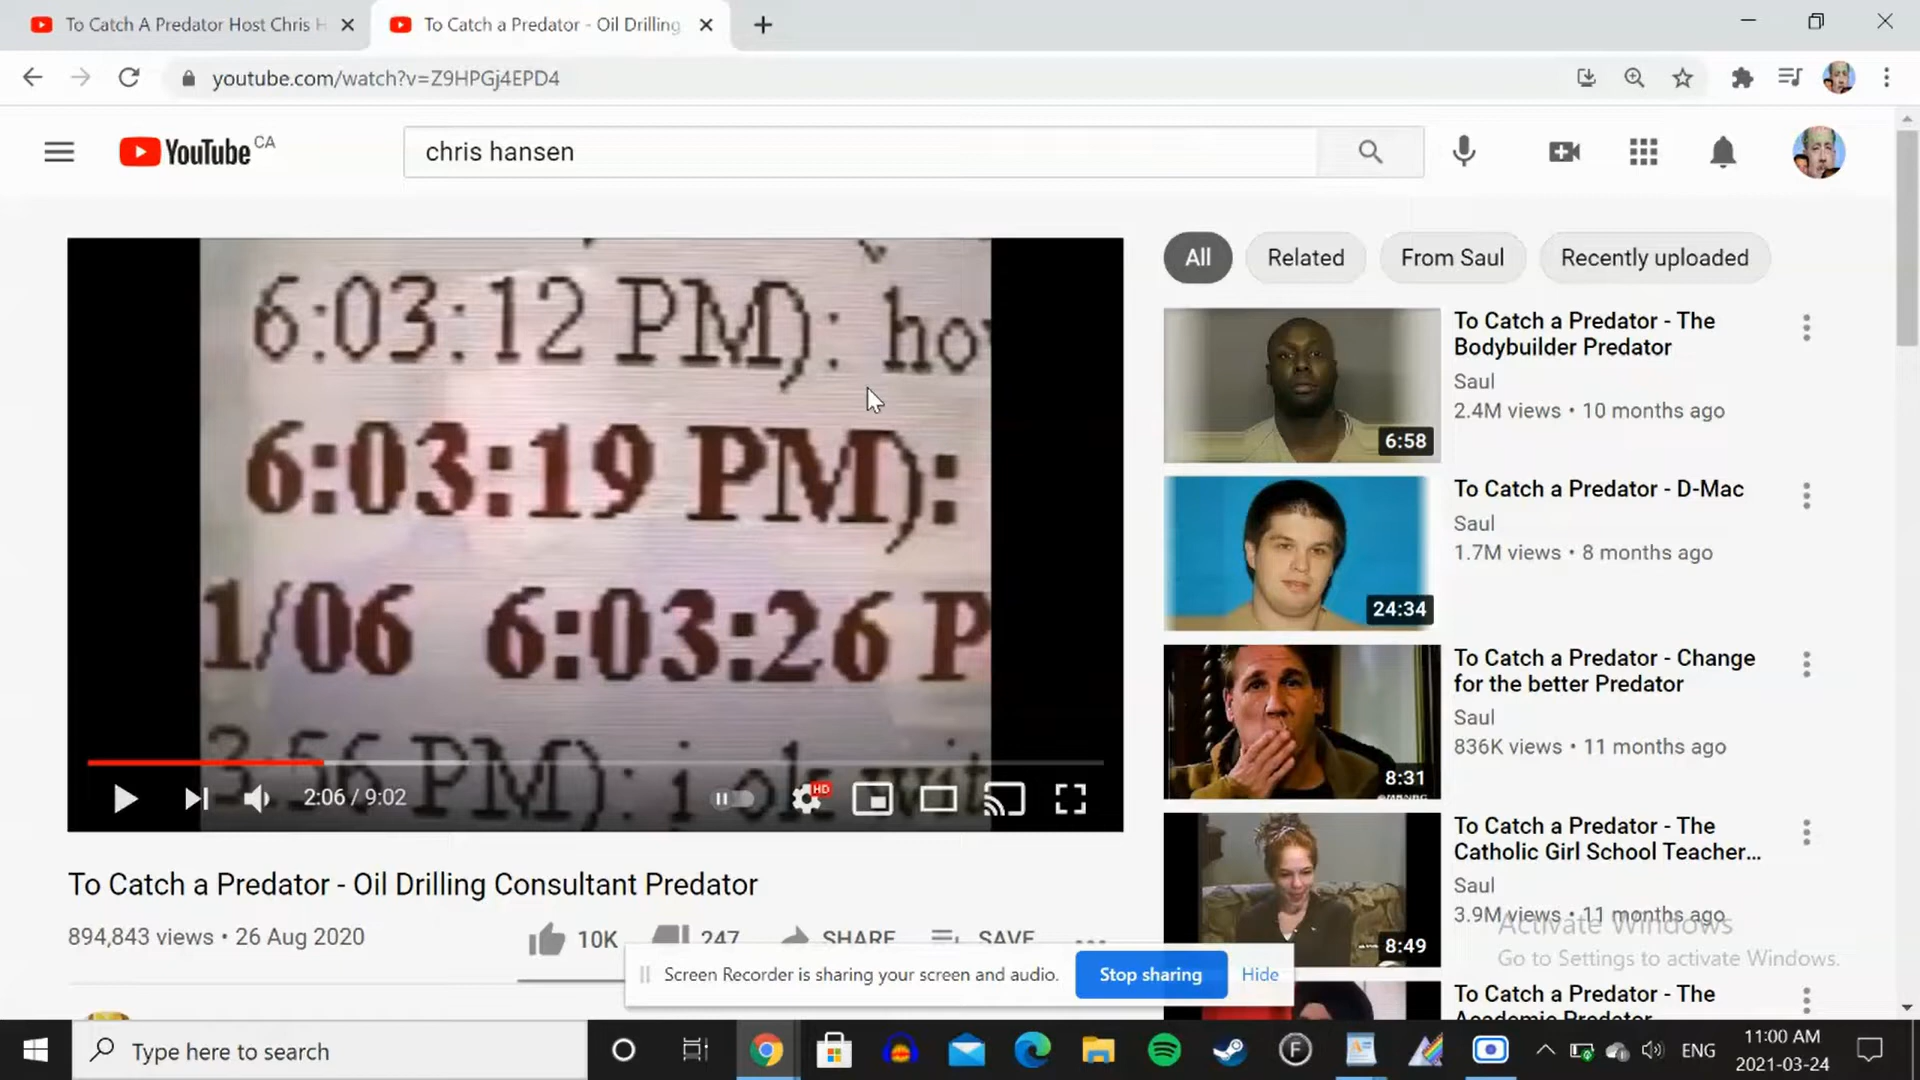 To Catch A Predator Host Chris H
To Catch a Predator - Oil Drilling
youtube.com/watch?v=Z9HPGj4EPD4
YouTube CA
chris hansen
All
Related
From Saul
Recently uploaded
6:03:12 PM): ho
6:03:19 PM):
1/06 6:03:26 P
3:56 PM): i ok wit
2:06 / 9:02
HD
To Catch a Predator - Oil Drilling Consultant Predator
894,843 views • 26 Aug 2020
10K
247
SHARE
SAVE
To Catch a Predator - The
Bodybuilder Predator
Saul
2.4M views • 10 months ago
6:58
To Catch a Predator - D-Mac
Saul
1.7M views • 8 months ago
24:34
To Catch a Predator - Change
for the better Predator
Saul
836K views • 11 months ago
8:31
To Catch a Predator - The
Catholic Girl School Teacher...
Saul
3.9M views • 11 months ago
8:49
Activate Windows
Go to Settings to activate Windows.
To Catch a Predator - The
Academic Predator
Screen Recorder is sharing your screen and audio.
Stop sharing
Hide
Type here to search
ENG
11:00 AM
2021-03-24